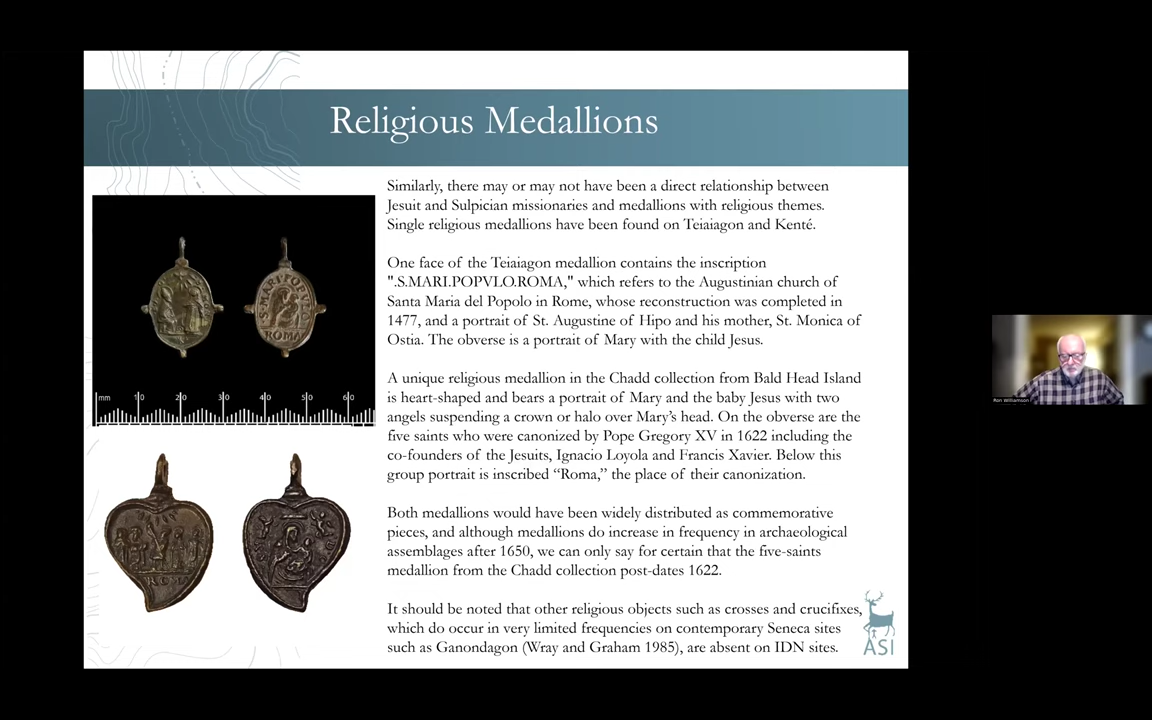 Religious Medallions
Similarly, there may or may not have been a direct relationship between
Jesuit and Sulpician missionaries and medallions with religious themes.
Single religious medallions have been found on Teiaiagon and Kenté.
One face of the Teiaiagon medallion contains the inscription
".S.MARI.POPVLO.ROMA," which refers to the Augustinian church of
Santa Maria del Popolo in Rome, whose reconstruction was completed in
1477, and a portrait of St. Augustine of Hipo and his mother, St. Monica of
Ostia. The obverse is a portrait of Mary with the child Jesus.
A unique religious medallion in the Chadd collection from Bald Head Island
is heart-shaped and bears a portrait of Mary and the baby Jesus with two
angels suspending a crown or halo over Mary's head. On the obverse are the
five saints who were canonized by Pope Gregory XV in 1622 including the
co-founders of the Jesuits, Ignacio Loyola and Francis Xavier. Below this
group portrait is inscribed “Roma,” the place of their canonization.
Both medallions would have been widely distributed as commemorative
pieces, and although medallions do increase in frequency in archaeological
assemblages after 1650, we can only say for certain that the five-saints
medallion from the Chadd collection post-dates 1622.
It should be noted that other religious objects such as crosses and crucifixes,
which do occur in very limited frequencies on contemporary Seneca sites
such as Ganondagon (Wray and Graham 1985), are absent on IDN sites.
ASI
ROMA
mm 10 20 30 40 50 60
ROMA
Ron Williamson